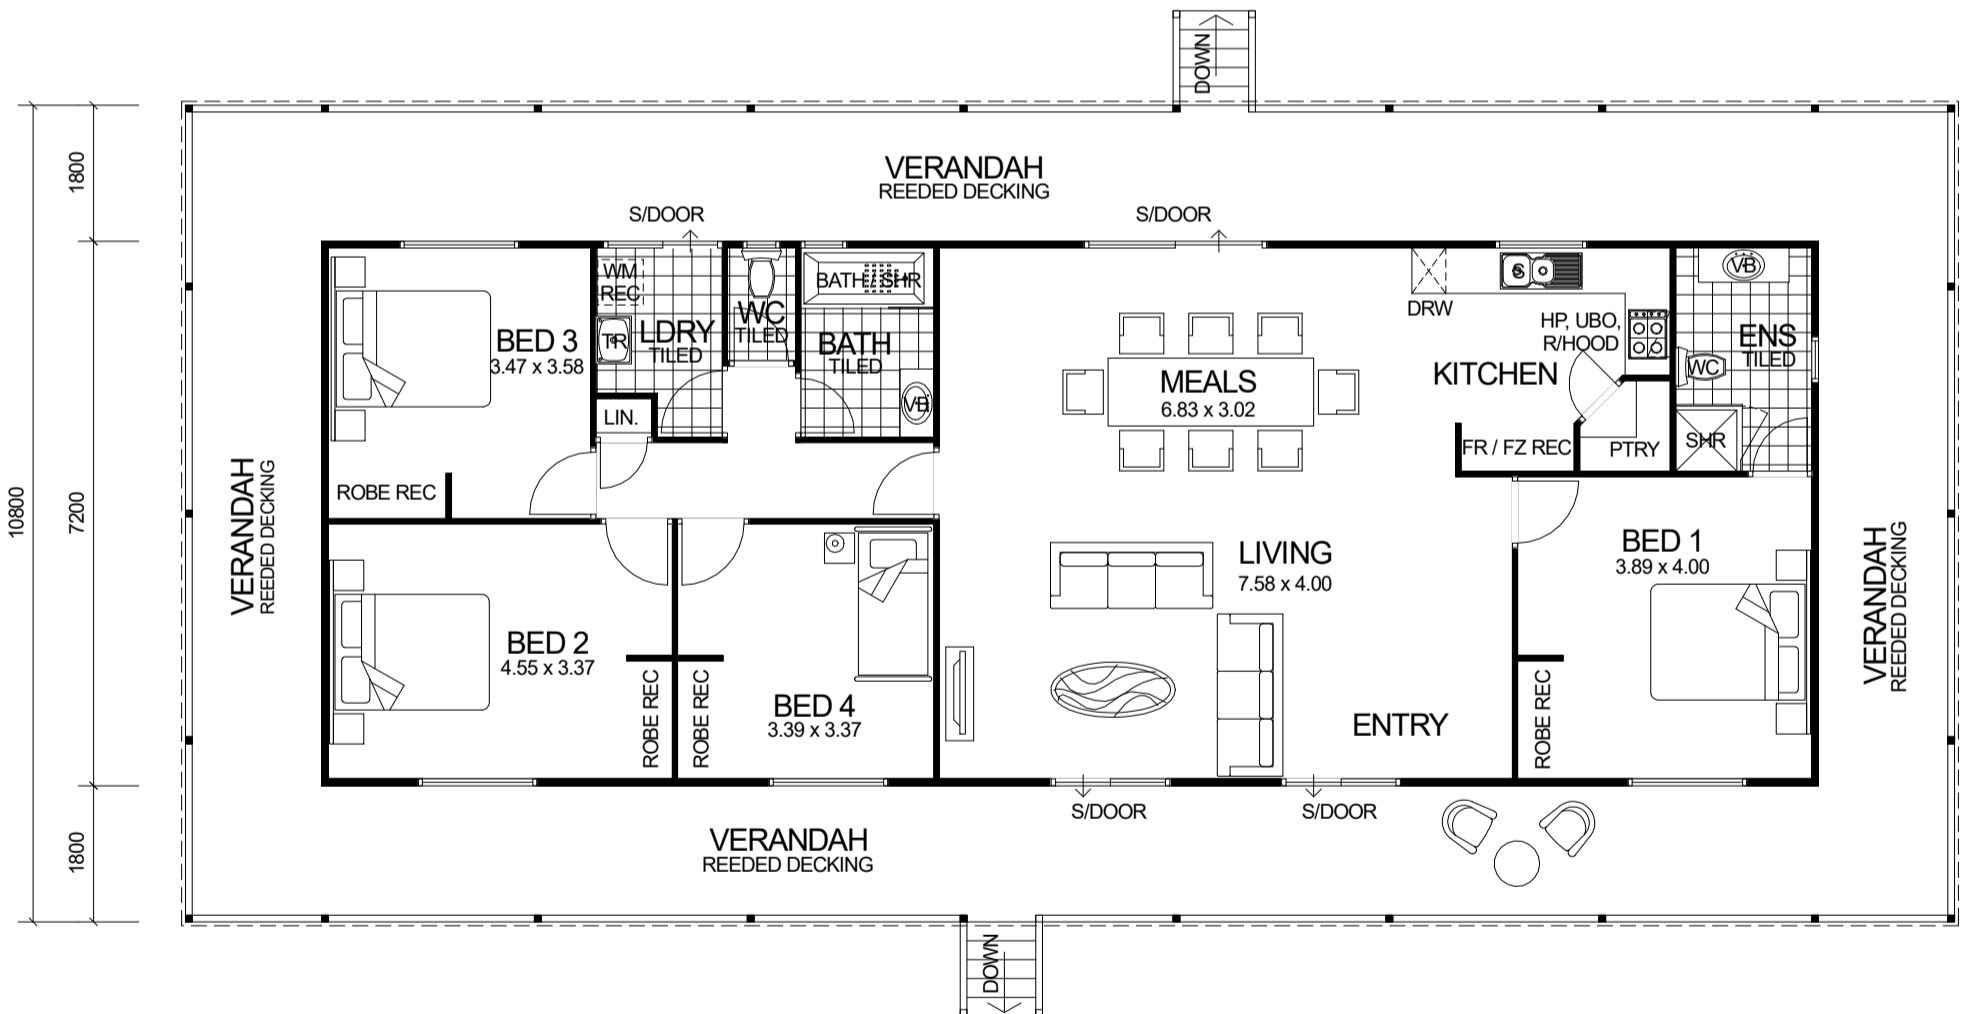 DOWN
1800
VERANDAH
REEDED DECKING
S/DOOR
S/DOOR
WM
REC
TR
LDRY
TILED
WC
TILED
BATH / SHR
BATH
TILED
VB
BED 3
3.47 x 3.58
LIN.
ROBE REC
MEALS
6.83 x 3.02
S
DRW
HP, UBO,
R/HOOD
KITCHEN
FR / FZ REC
PTRY
VB
ENS
TILED
WC
SHR
10800
7200
VERANDAH
REEDED DECKING
BED 2
4.55 x 3.37
ROBE REC
ROBE REC
BED 4
3.39 x 3.37
LIVING
7.58 x 4.00
ENTRY
BED 1
3.89 x 4.00
ROBE REC
VERANDAH
REEDED DECKING
S/DOOR
S/DOOR
1800
VERANDAH
REEDED DECKING
DOWN